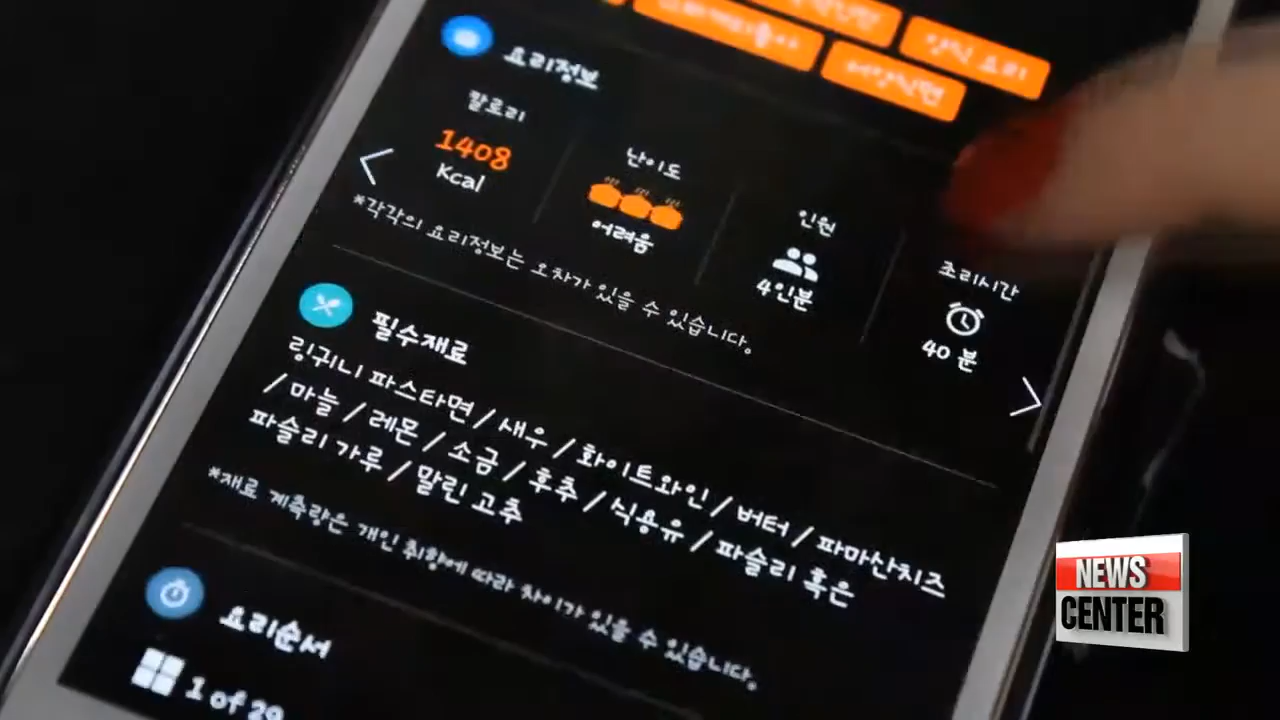 양식 요리
요리정보
칼로리
1408
Kcal
난이도
어려움
인원
4인분
조리시간
40 분
*각각의 요리정보는 오차가 있을 수 있습니다.
필수재료
링귀니 파스타면 / 새우 / 화이트와인 / 버터 / 파마산치즈
/ 마늘 / 레몬 / 소금 / 후추 / 식용유 / 파슬리 혹은
파슬리 가루 / 말린 고추
*재료 계측량은 개인 취향에 따라 차이가 있을 수 있습니다.
요리순서
1 of 29
NEWS
CENTER